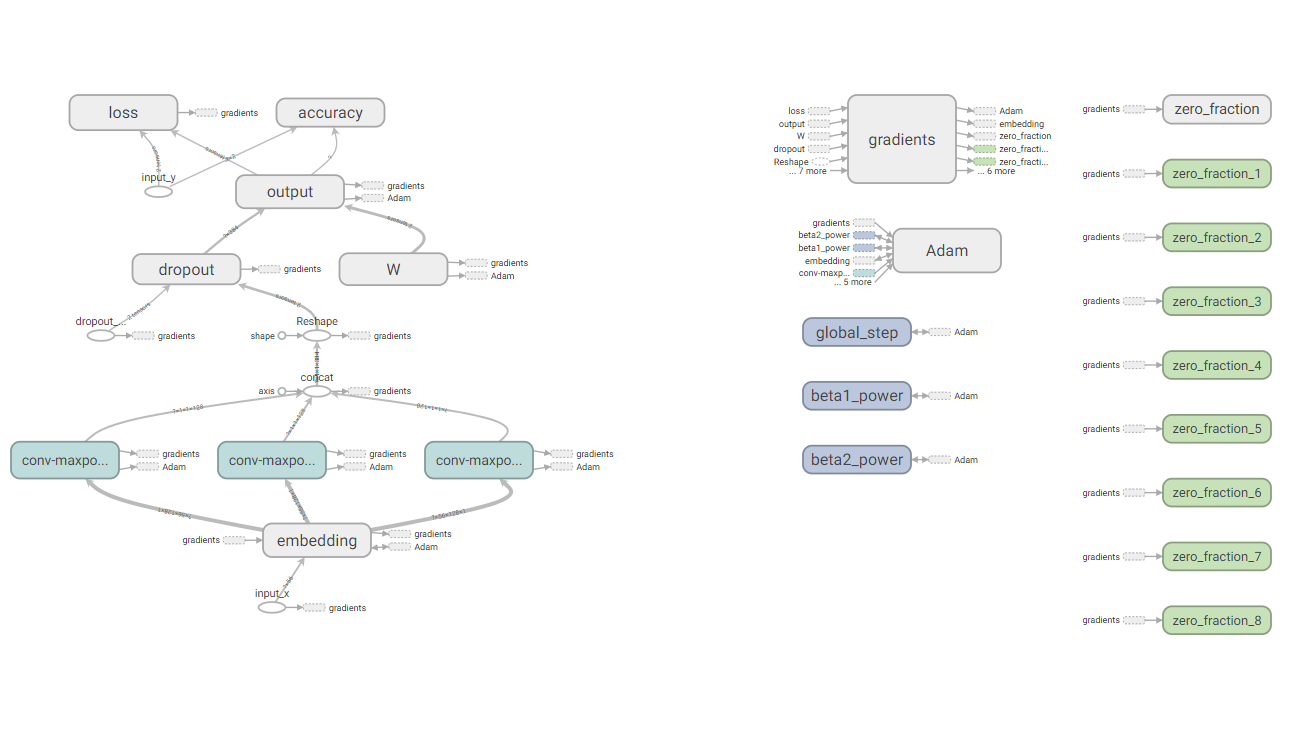 loss
gradients
accuracy
input_y
output
gradients
Adam
dropout
gradients
W
gradients
Adam
dropout_...
gradients
shape
Reshape
gradients
axis
concat
gradients
?×1×1×128
conv-maxpo...
gradients
Adam
conv-maxpo...
gradients
Adam
conv-maxpo...
gradients
Adam
gradients
embedding
gradients
Adam
input_x
gradients
loss
output
W
dropout
Reshape
... 7 more
gradients
Adam
embedding
zero_fraction
zero_fracti...
zero_fracti...
... 6 more
gradients
beta2_power
beta1_power
embedding
conv-maxp...
... 5 more
Adam
global_step
Adam
beta1_power
Adam
beta2_power
Adam
gradients
zero_fraction
gradients
zero_fraction_1
gradients
zero_fraction_2
gradients
zero_fraction_3
gradients
zero_fraction_4
gradients
zero_fraction_5
gradients
zero_fraction_6
gradients
zero_fraction_7
gradients
zero_fraction_8